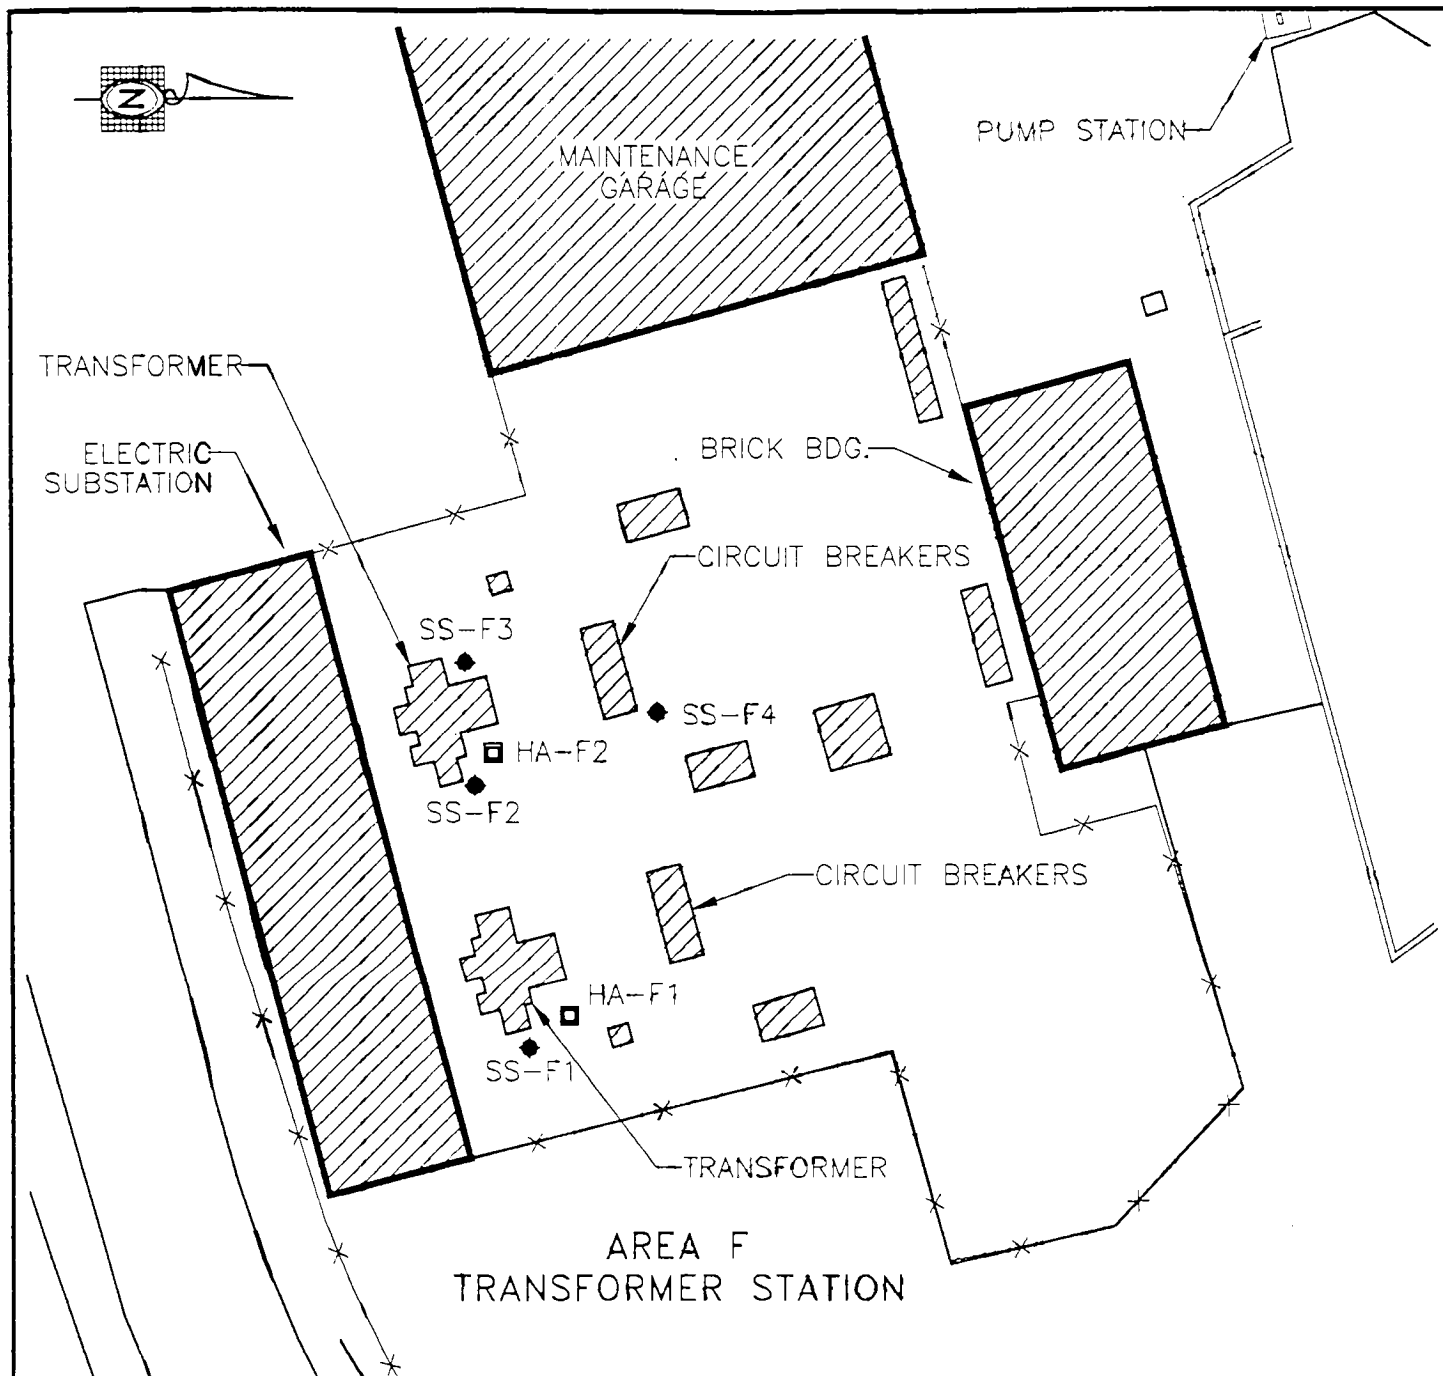 N
PUMP STATION
MAINTENANCE
GARAGE
TRANSFORMER
ELECTRIC
SUBSTATION
BRICK BDG.
CIRCUIT BREAKERS
SS-F3
SS-F4
HA-F2
SS-F2
CIRCUIT BREAKERS
HA-F1
SS-F1
TRANSFORMER
AREA F
TRANSFORMER STATION